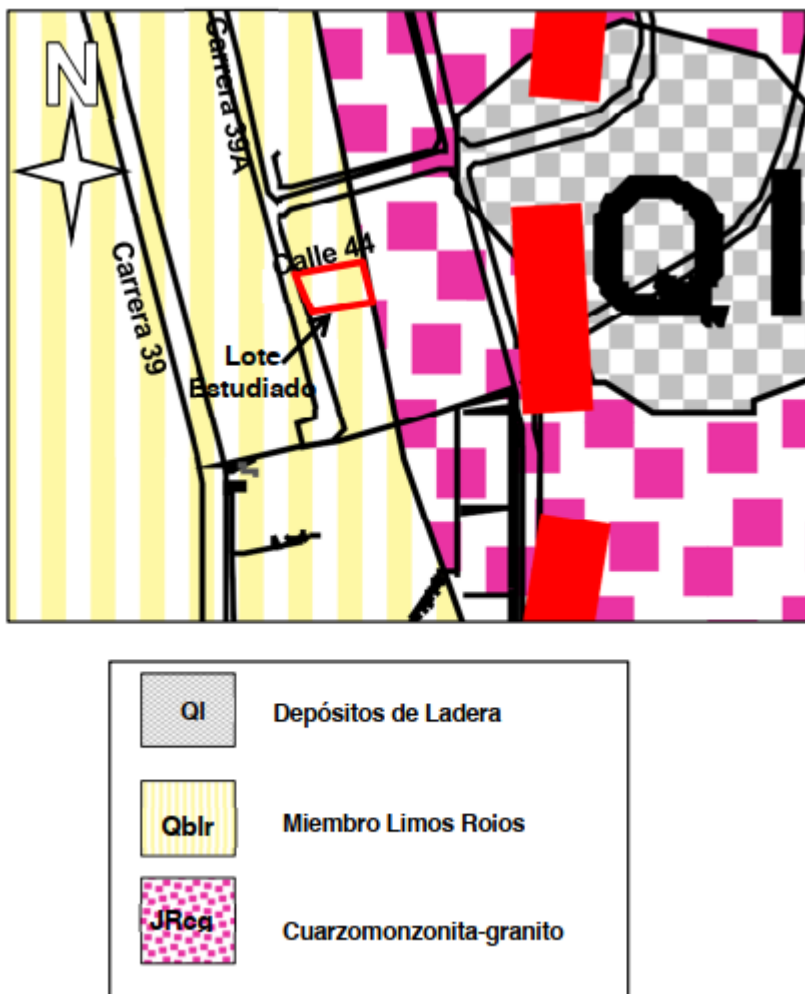 N
Carrera 39A
Carrera 39
Calle 44
Lote
Estudiado
Ql
Ql
Depósitos de Ladera
Qblr
Miembro Limos Roios
JRcg
Cuarzomonzonita-granito